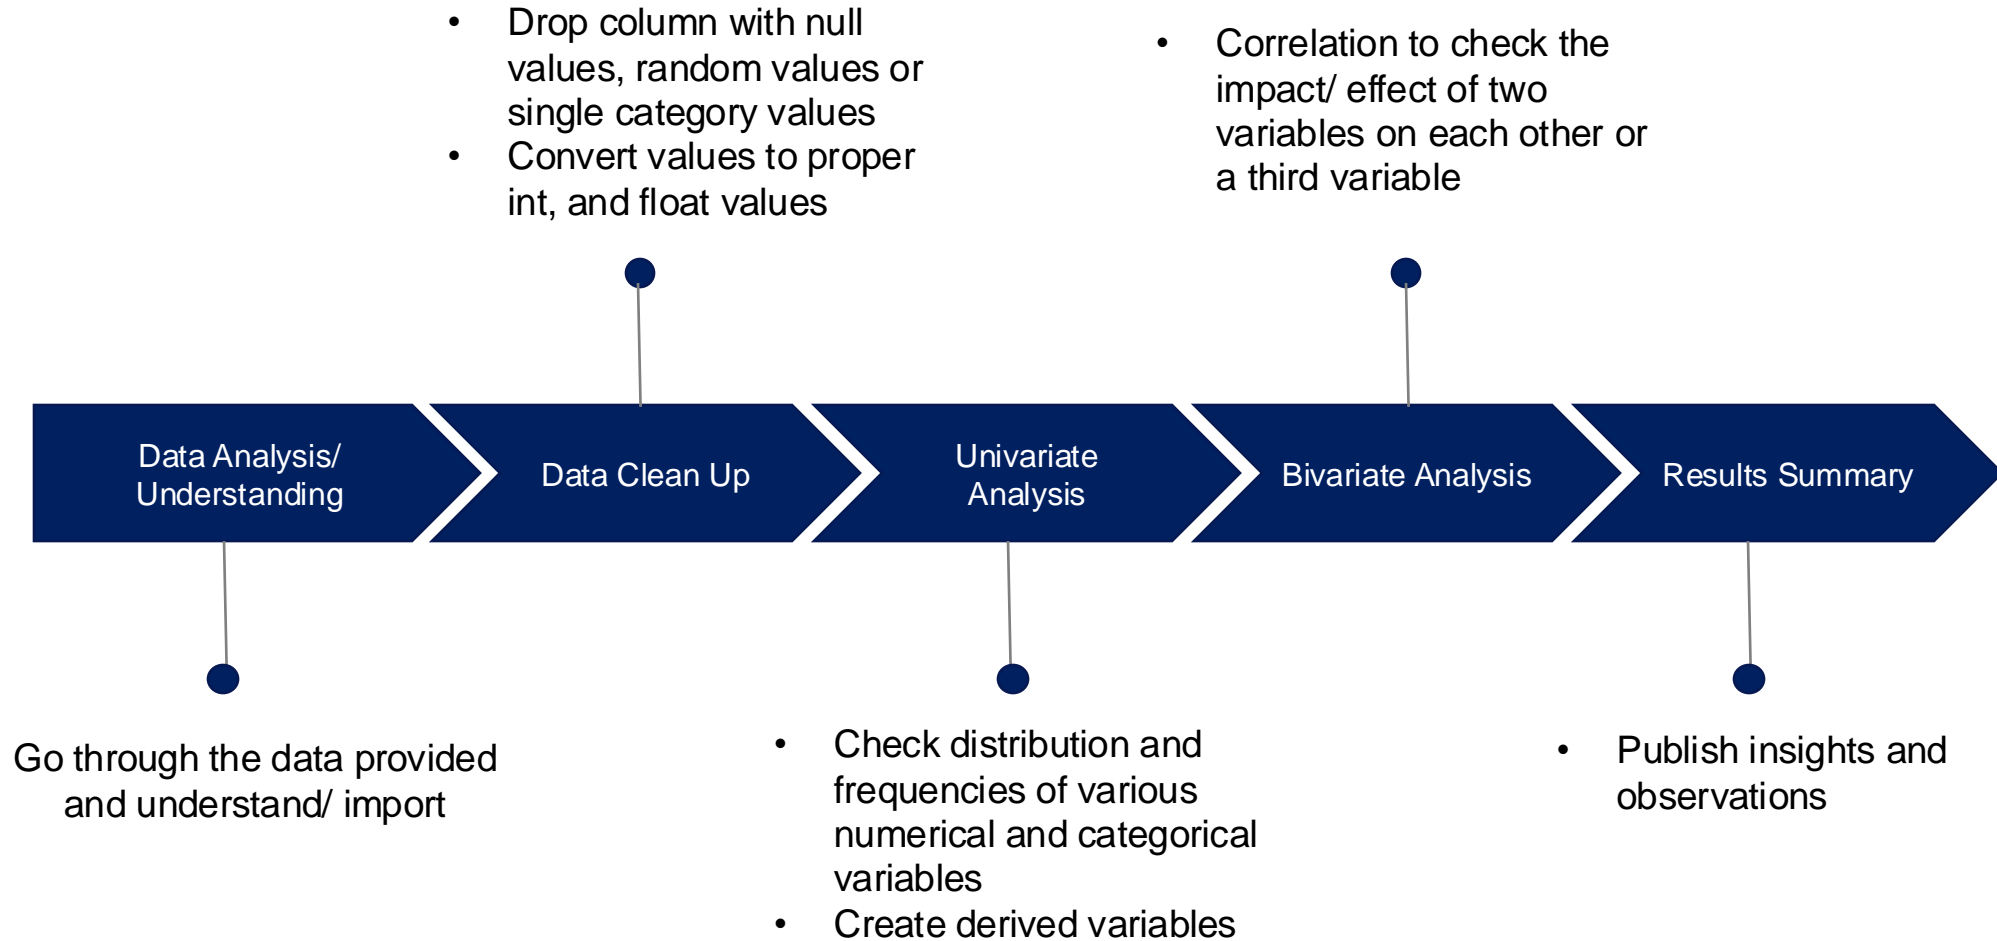 • Drop column with null
values, random values or
single category values
• Convert values to proper
int, and float values
• Correlation to check the
impact/ effect of two
variables on each other or
a third variable
Data Analysis/
Understanding
Data Clean Up
Univariate
Analysis
Bivariate Analysis
Results Summary
Go through the data provided
and understand/ import
• Check distribution and
frequencies of various
numerical and categorical
variables
• Create derived variables
• Publish insights and
observations